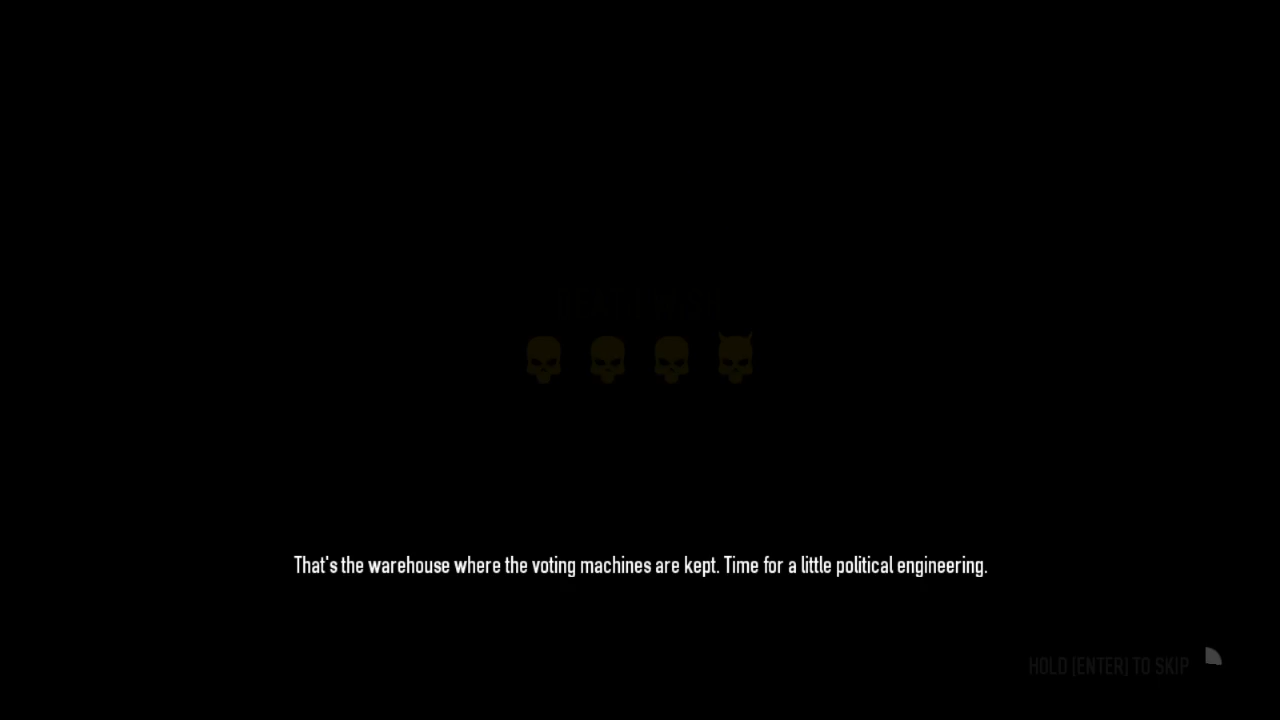 That's the warehouse where the voting machines are kept. Time for a little political engineering.
HOLD [ENTER] TO SKIP